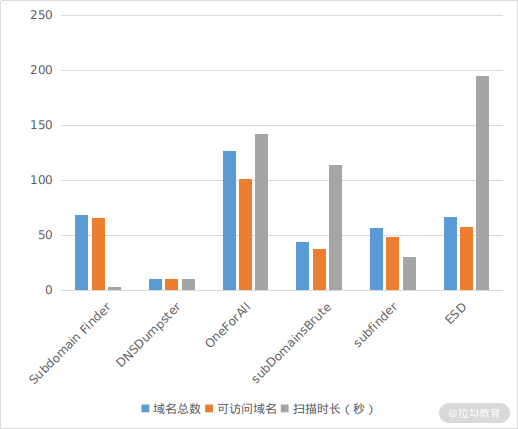 250
200
150
100
50
0
Subdomain Finder
DNSDumpster
OneForAll
subDomainsBrute
subfinder
ESD
域名总数 可访问域名 扫描时长（秒）
@拉勾教育